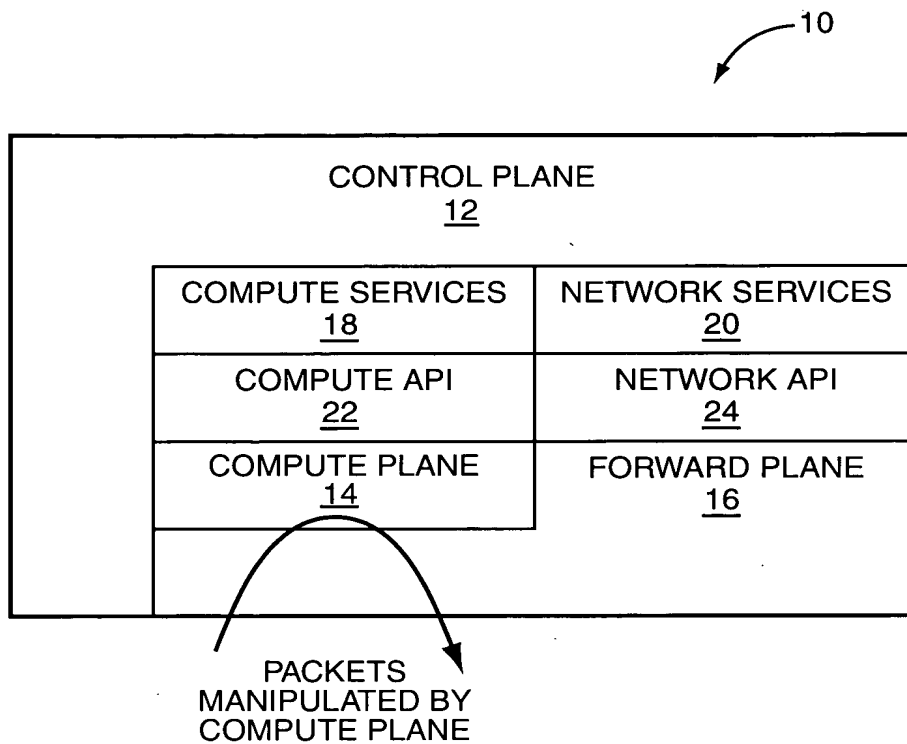 10
CONTROL PLANE
12
COMPUTE SERVICES
18
NETWORK SERVICES
20
COMPUTE API
22
NETWORK API
24
COMPUTE PLANE
14
FORWARD PLANE
16
PACKETS
MANIPULATED BY
COMPUTE PLANE